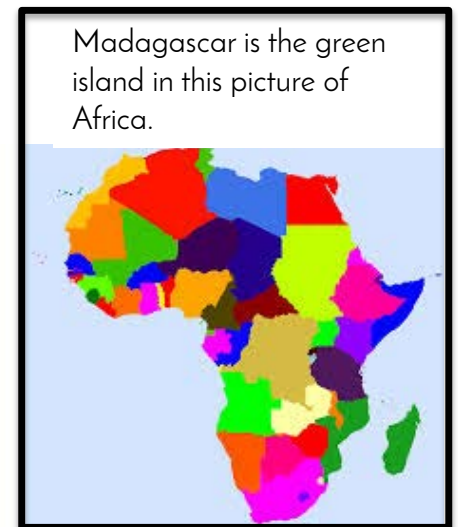 Madagascar is the green
island in this picture of
Africa.